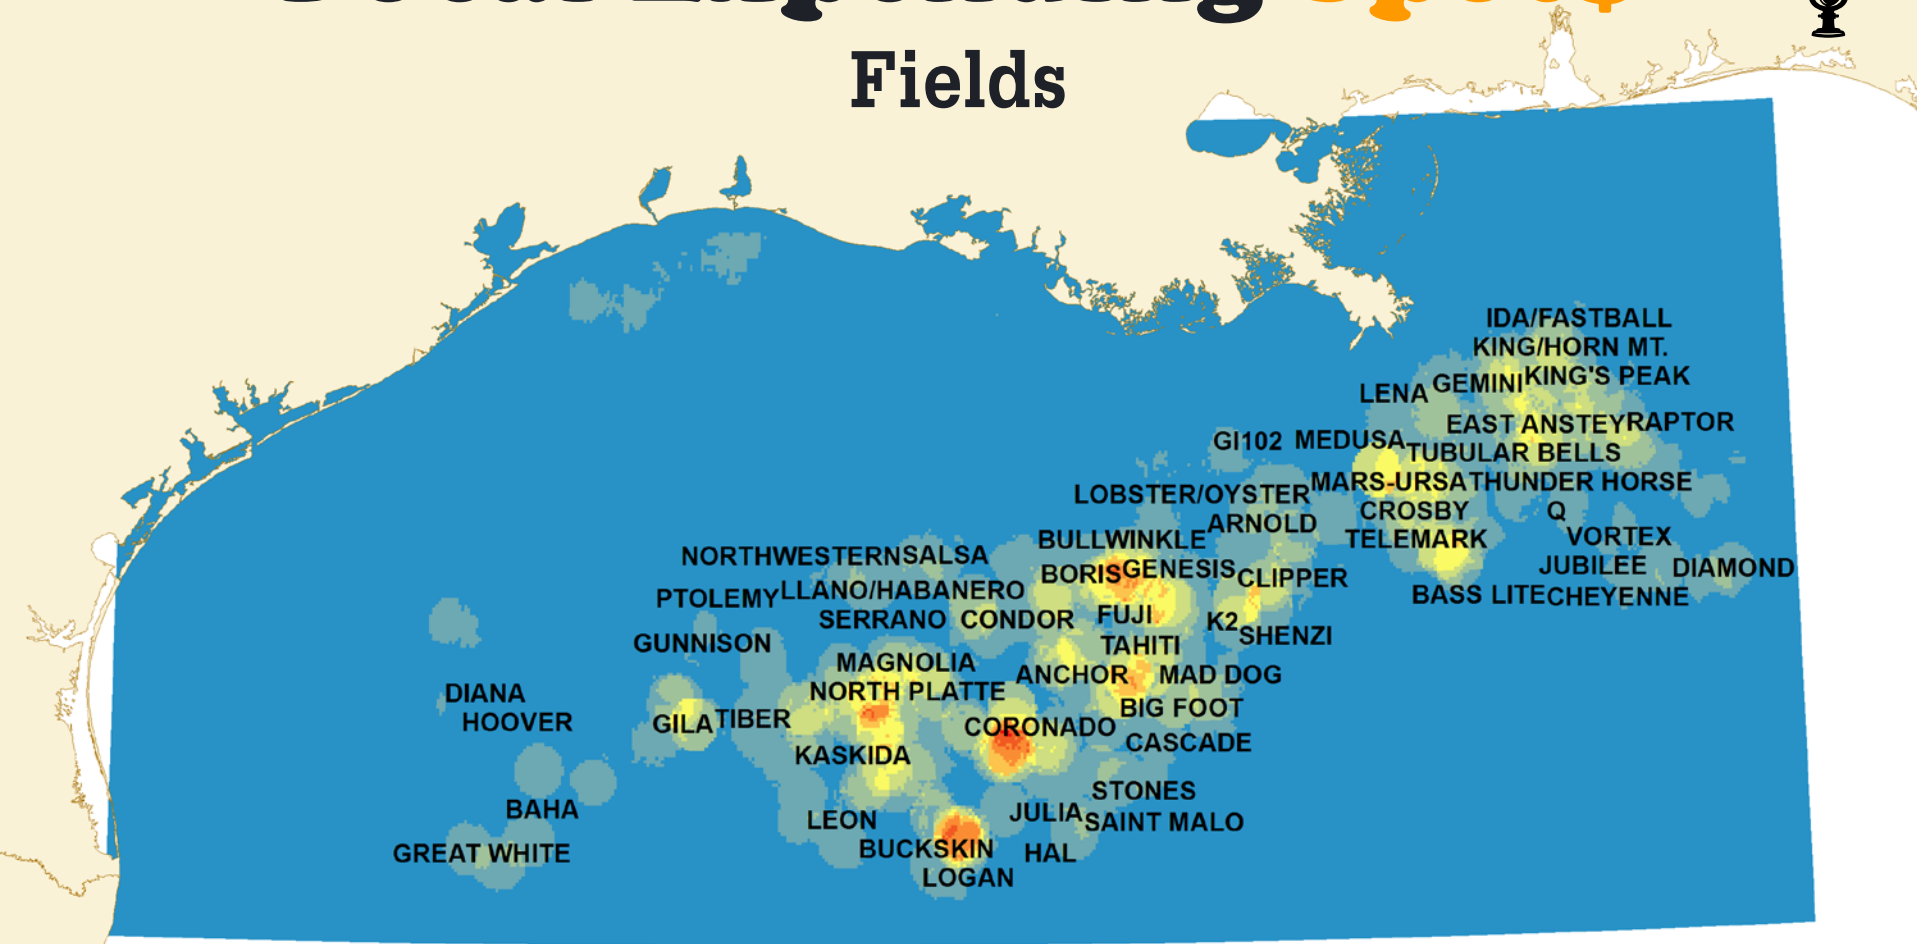 Fields
IDA/FASTBALL
KING/HORN MT.
LENA GEMINI KING'S PEAK
EAST ANSTEY RAPTOR
GI102 MEDUSA TUBULAR BELLS
LOBSTER/OYSTER MARS-URSA THUNDER HORSE
ARNOLD CROSBY Q
BULLWINKLE TELEMARK VORTEX
NORTHWESTERN SALSA
BORIS GENESIS CLIPPER JUBILEE DIAMOND
PTOLEMY LLANO/HABANERO BASS LITE CHEYENNE
SERRANO CONDOR FUJI K2 SHENZI
GUNNISON TAHITI
MAGNOLIA ANCHOR MAD DOG
DIANA NORTH PLATTE BIG FOOT
HOOVER GILA TIBER CORONADO CASCADE
KASKIDA
STONES
BAHA LEON JULIA SAINT MALO
GREAT WHITE BUCKSKIN HAL
LOGAN